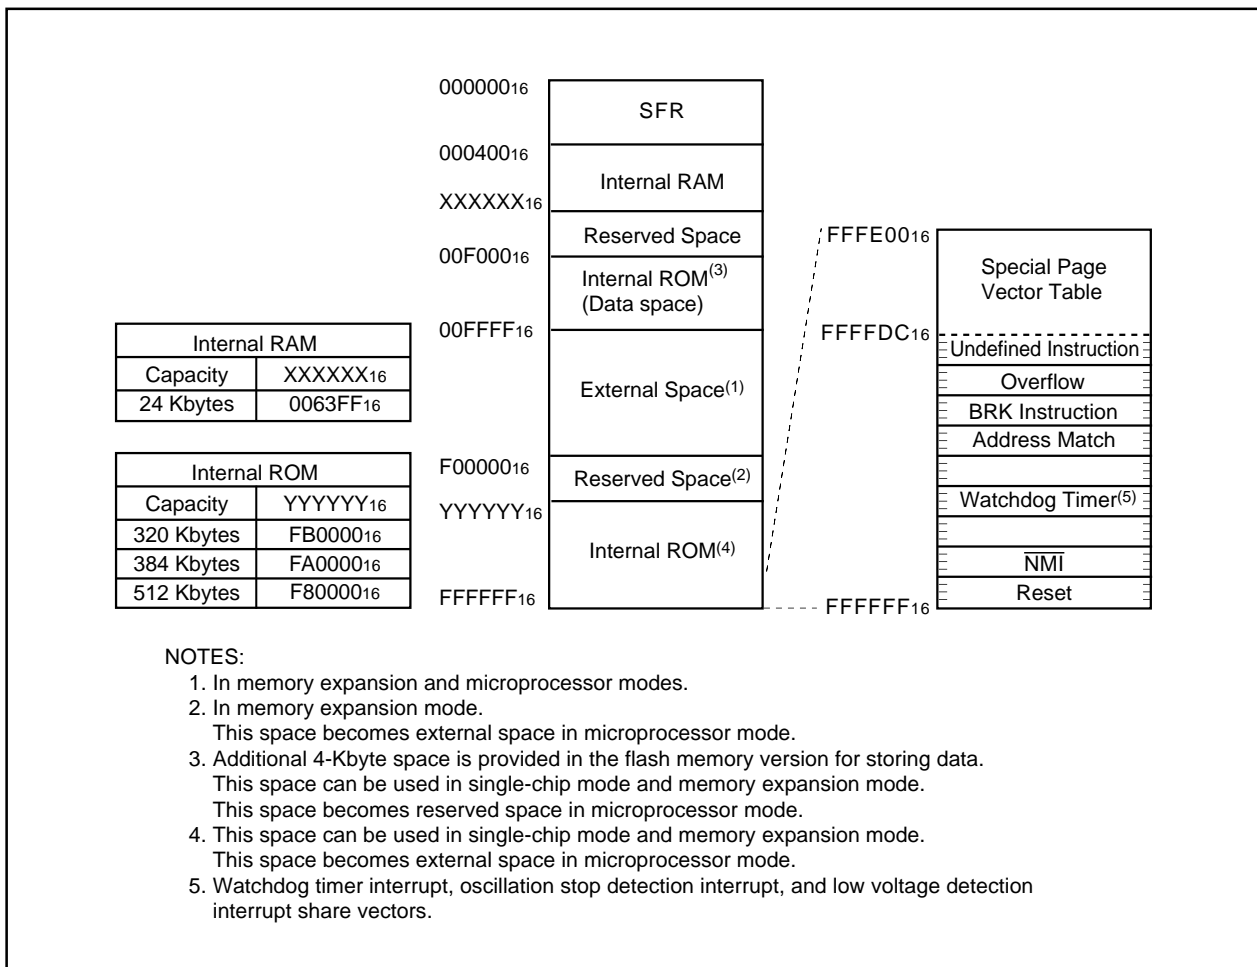 000000₁₆
SFR
000400₁₆
Internal RAM
XXXXXX₁₆
Reserved Space
00F000₁₆
Internal ROM(3)
(Data space)
00FFFF₁₆
External Space(1)
F00000₁₆
Reserved Space(2)
YYYYYY₁₆
Internal ROM(4)
FFFFFF₁₆
Internal RAM
Capacity XXXXXX₁₆
24 Kbytes 0063FF₁₆
Internal ROM
Capacity YYYYYY₁₆
320 Kbytes FB0000₁₆
384 Kbytes FA0000₁₆
512 Kbytes F80000₁₆
FFFE00₁₆
Special Page
Vector Table
FFFFDC₁₆
Undefined Instruction
Overflow
BRK Instruction
Address Match
Watchdog Timer(5)
NMI
Reset
FFFFFF₁₆
NOTES:
1. In memory expansion and microprocessor modes.
2. In memory expansion mode.
This space becomes external space in microprocessor mode.
3. Additional 4-Kbyte space is provided in the flash memory version for storing data.
This space can be used in single-chip mode and memory expansion mode.
This space becomes reserved space in microprocessor mode.
4. This space can be used in single-chip mode and memory expansion mode.
This space becomes external space in microprocessor mode.
5. Watchdog timer interrupt, oscillation stop detection interrupt, and low voltage detection
interrupt share vectors.